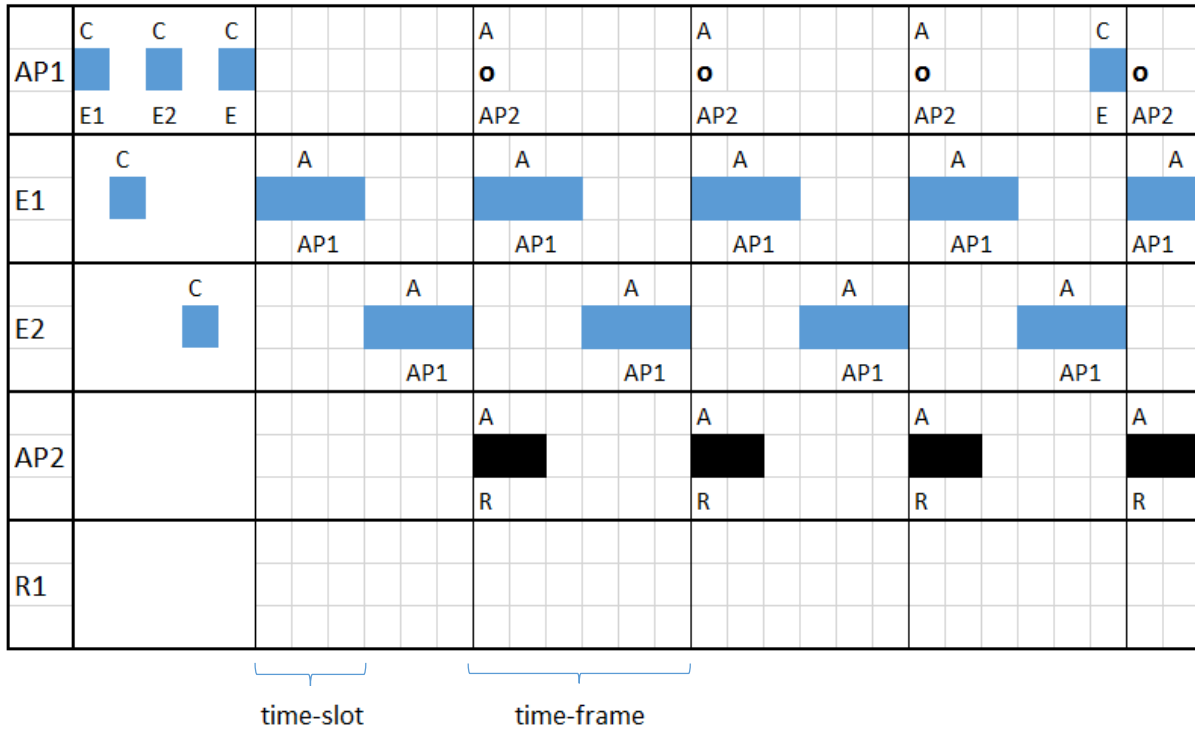 C C C A A A C
AP1 o o o o
E1 E2 E AP2 AP2 AP2 E AP2
C A A A A A
E1
AP1 AP1 AP1 AP1 AP1
C A A A A
E2
AP1 AP1 AP1 AP1
A A A A
AP2
R R R R
R1
time-slot time-frame